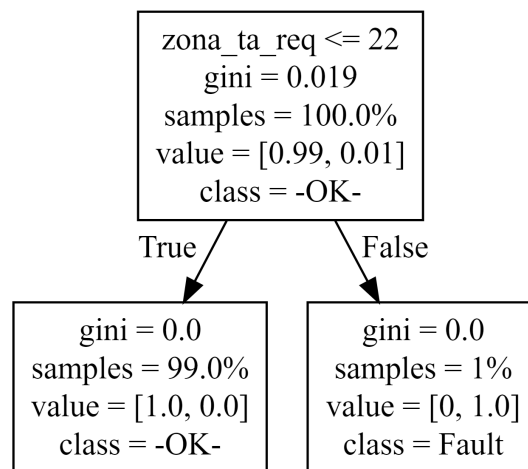 zona_ta_req <= 22
gini = 0.019
samples = 100.0%
value = [0.99, 0.01]
class = -OK-
True
False
gini = 0.0
samples = 99.0%
value = [1.0, 0.0]
class = -OK-
gini = 0.0
samples = 1%
value = [0, 1.0]
class = Fault